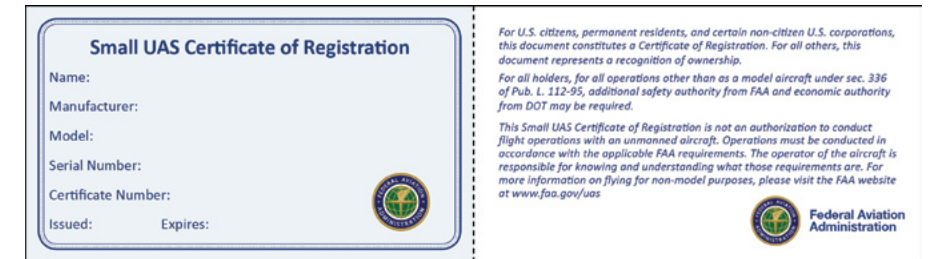 Small UAS Certificate of Registration
Name:
Manufacturer:
Model:
Serial Number:
Certificate Number:
Issued: Expires:
FEDERAL AVIATION
ADMINISTRATION
For U.S. citizens, permanent residents, and certain non-citizen U.S. corporations,
this document constitutes a Certificate of Registration. For all others, this
document represents a recognition of ownership.
For all holders, for all operations other than as a model aircraft under sec. 336
of Pub. L. 112-95, additional safety authority from FAA and economic authority
from DOT may be required.
This Small UAS Certificate of Registration is not an authorization to conduct
flight operations with an unmanned aircraft. Operations must be conducted in
accordance with the applicable FAA requirements. The operator of the aircraft is
responsible for knowing and understanding what those requirements are. For
more information on flying for non-model purposes, please visit the FAA website
at www.faa.gov/uas
FEDERAL AVIATION
ADMINISTRATION
Federal Aviation
Administration